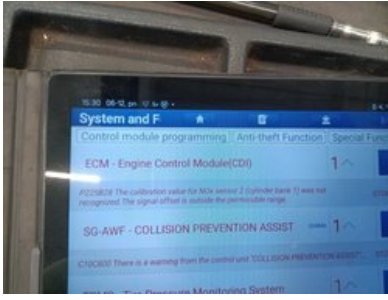 15:30 06-12, pn
System and F
Control module programming Anti-theft Function Special Func
ECM - Engine Control Module(CDI) 1
P225B28 The calibration value for NOx sensor 2 (cylinder bank 1) was not
recognized The signal offset is outside the permissible range.
SG-AWF - COLLISION PREVENTION ASSIST 1
C10C800 There is a warning from the control unit 'COLLISION PREVENTION ASSIST'.
Tire Pressure Monitoring System 1